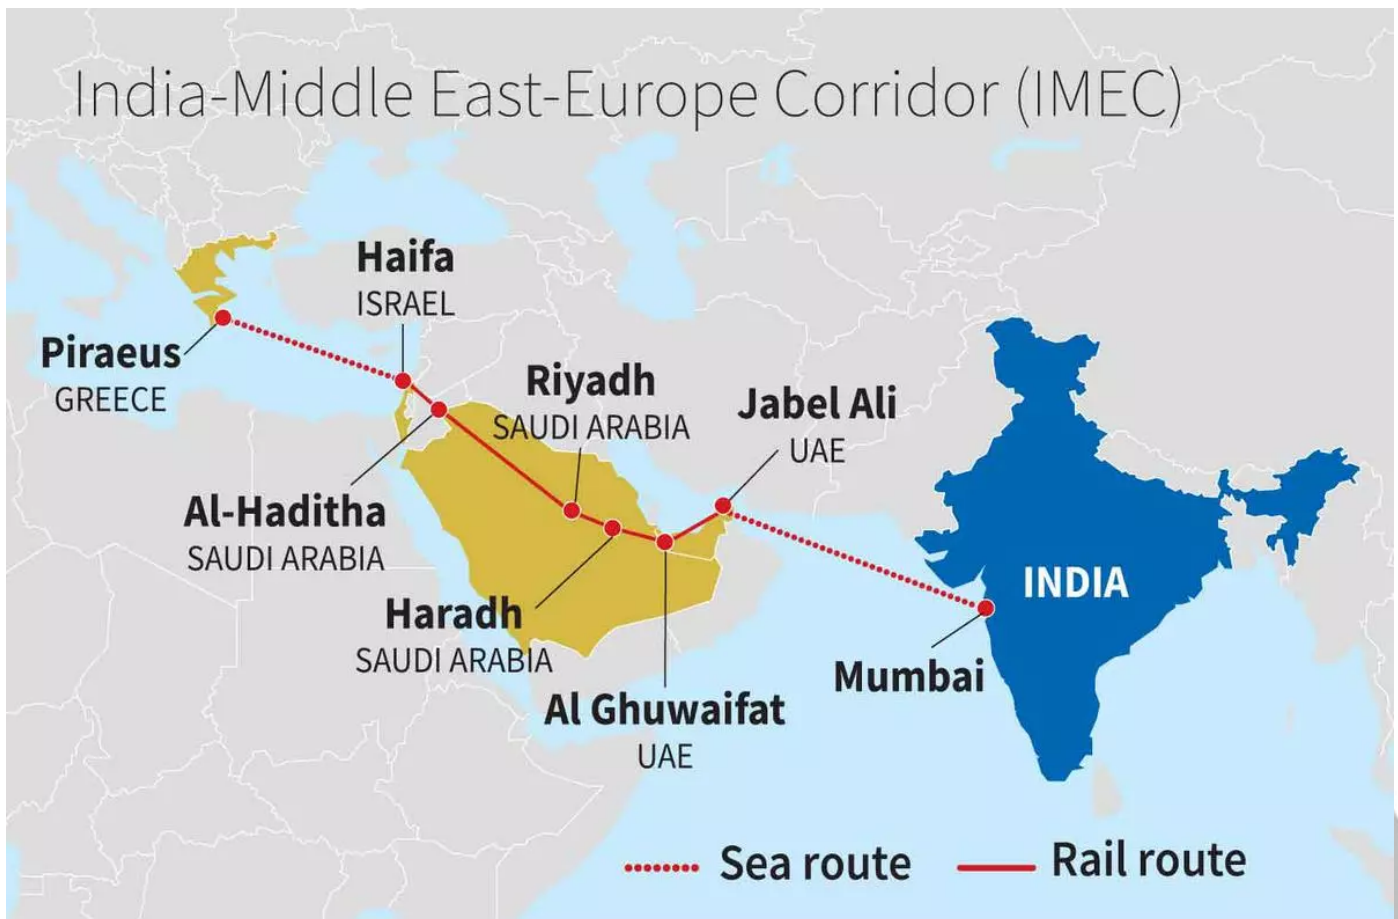 India-Middle East-Europe Corridor (IMEC)
Haifa
ISRAEL
Piraeus
GREECE
Riyadh
SAUDI ARABIA
Jabel Ali
UAE
Al-Haditha
SAUDI ARABIA
INDIA
Haradh
SAUDI ARABIA
Mumbai
Al Ghuwaifat
UAE
Sea route
Rail route